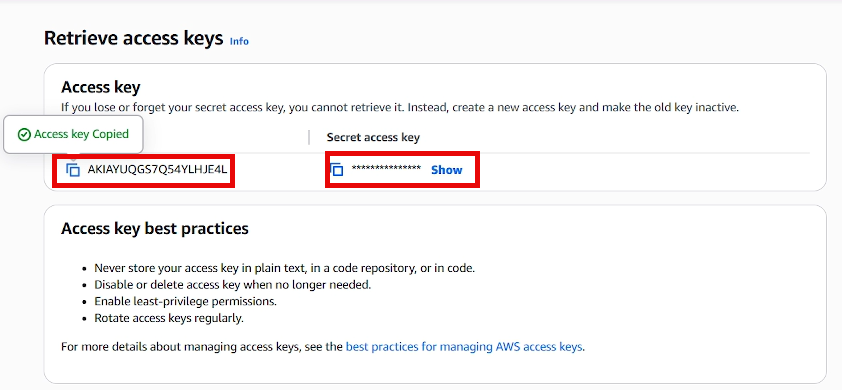 Retrieve access keys Info
Access key
If you lose or forget your secret access key, you cannot retrieve it. Instead, create a new access key and make the old key inactive.
Access key Copied
Secret access key
AKIAYUQGS7Q54YLHJE4L
*************** Show
Access key best practices
• Never store your access key in plain text, in a code repository, or in code.
• Disable or delete access key when no longer needed.
• Enable least-privilege permissions.
• Rotate access keys regularly.
For more details about managing access keys, see the best practices for managing AWS access keys.